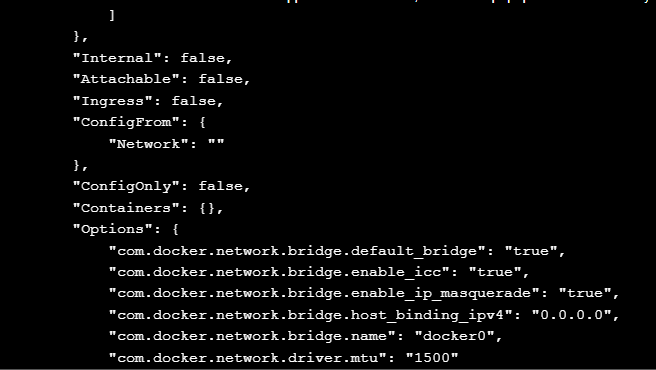 ]
},
"Internal": false,
"Attachable": false,
"Ingress": false,
"ConfigFrom": {
"Network": ""
},
"ConfigOnly": false,
"Containers": {},
"Options": {
"com.docker.network.bridge.default_bridge": "true",
"com.docker.network.bridge.enable_icc": "true",
"com.docker.network.bridge.enable_ip_masquerade": "true",
"com.docker.network.bridge.host_binding_ipv4": "0.0.0.0",
"com.docker.network.bridge.name": "docker0",
"com.docker.network.driver.mtu": "1500"